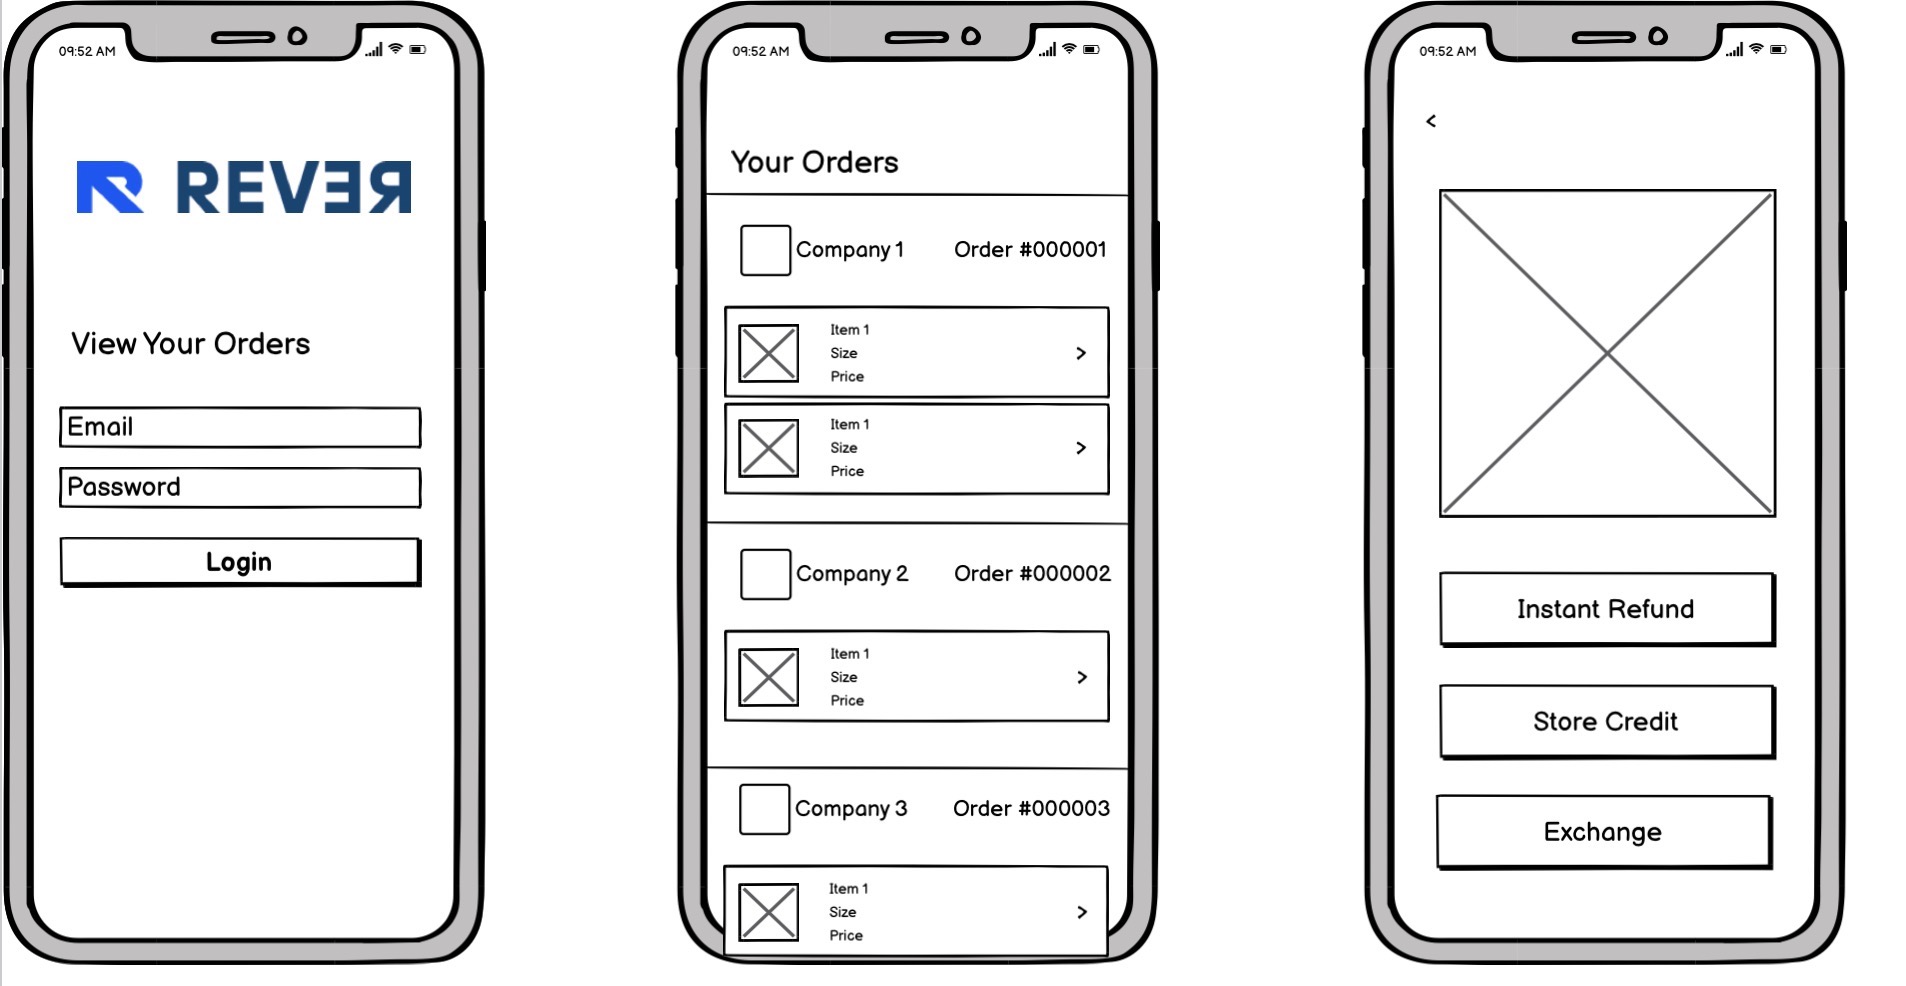 09:52 AM
REVER
View Your Orders
Email
Password
Login
09:52 AM
Your Orders
Company 1 Order #000001
Item 1
Size
Price
Item 1
Size
Price
Company 2 Order #000002
Item 1
Size
Price
Company 3 Order #000003
Item 1
Size
Price
09:52 AM
<
Instant Refund
Store Credit
Exchange